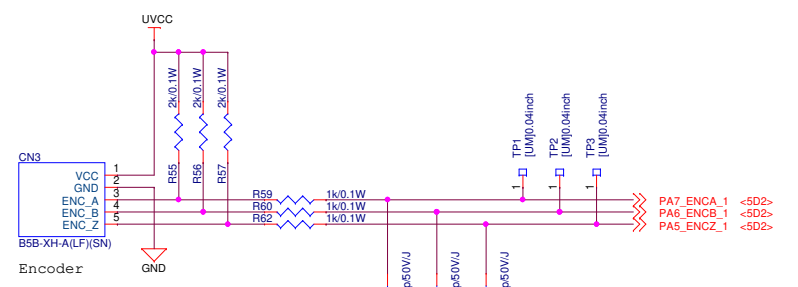 UVCC
2k/0.1W
2k/0.1W
2k/0.1W
R55
R56
R57
TP1
[UM]0.04inch
TP2
[UM]0.04inch
TP3
[UM]0.04inch
1
1
1
CN3
VCC 1
GND 2
ENC_A 3
ENC_B 4
ENC_Z 5
B5B-XH-A(LF)(SN)
Encoder
GND
R59 1k/0.1W
R60 1k/0.1W
R62 1k/0.1W
PA7_ENCA_1 <5D2>
PA6_ENCB_1 <5D2>
PA5_ENCZ_1 <5D2>
p/50V/J
p/50V/J
p/50V/J